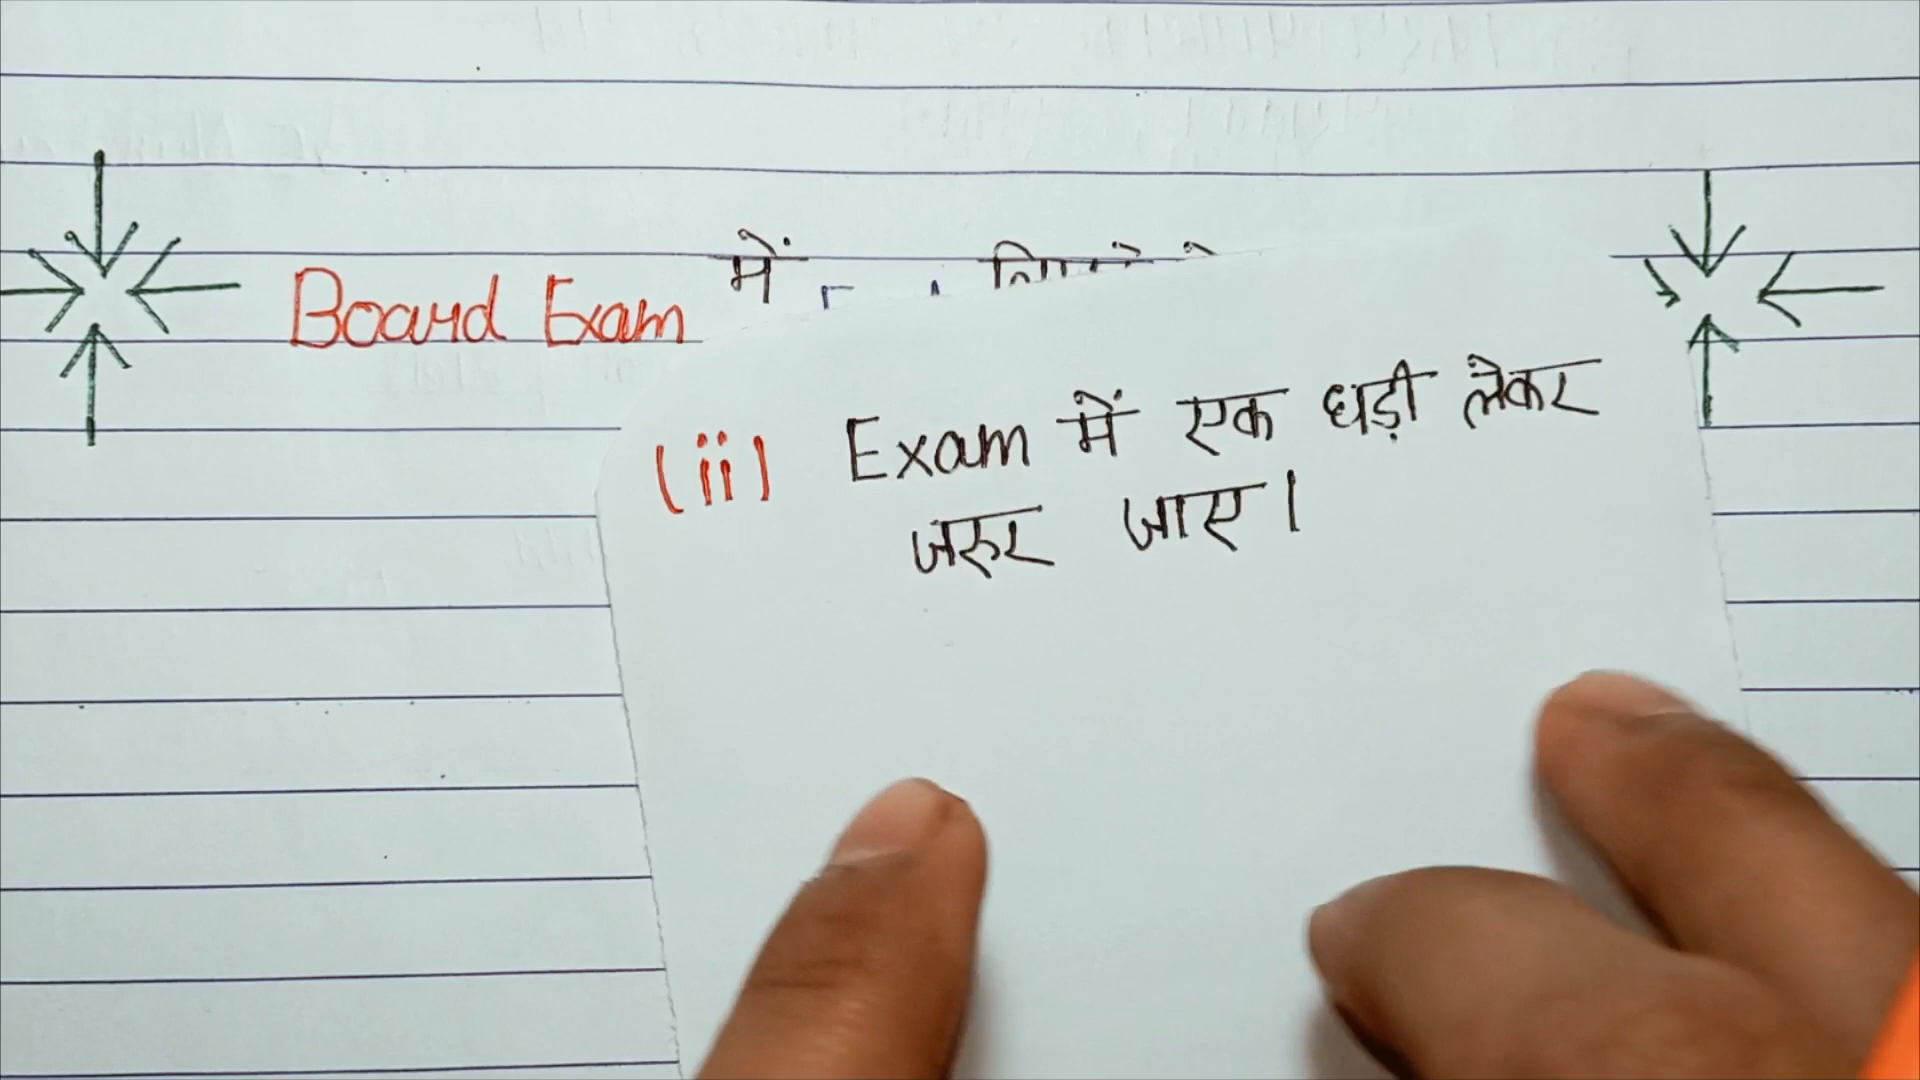 Board Exam में
(ii) Exam में एक घड़ी लेकर
जरुर जाए।